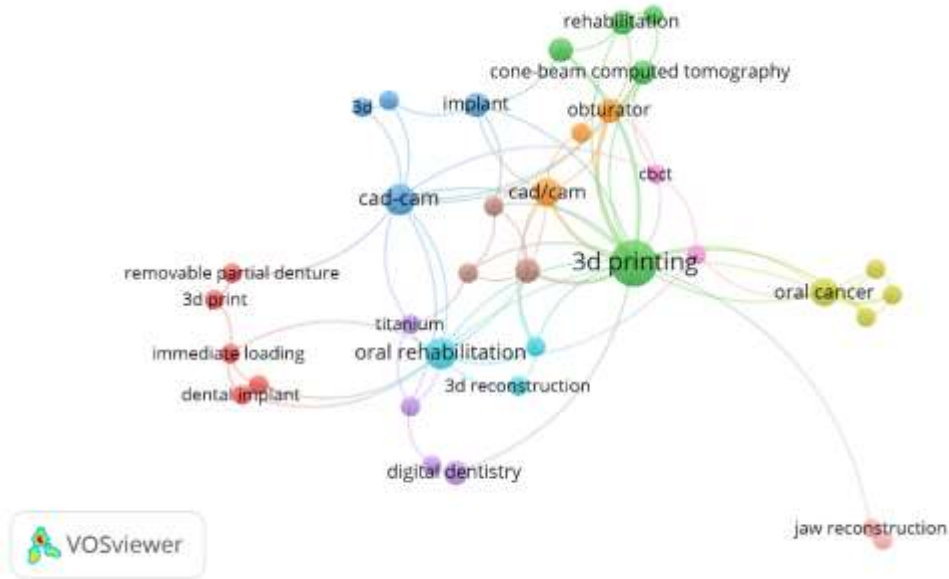 rehabilitation
cone-beam computed tomography
3d
implant
obturator
cbct
cad-cam
cad/cam
3d printing
removable partial denture
3d print
oral cancer
titanium
immediate loading
oral rehabilitation
dental implant
3d reconstruction
digital dentistry
jaw reconstruction
VOSviewer